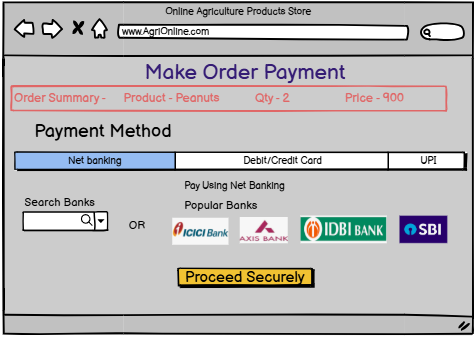 Online Agriculture Products Store
www.AgriOnline.com
Make Order Payment
Order Summary - Product - Peanuts Qty - 2 Price - 900
Payment Method
Net banking Debit/Credit Card UPI
Pay Using Net Banking
Search Banks Popular Banks
OR ICICI Bank AXIS BANK IDBI BANK SBI
Proceed Securely